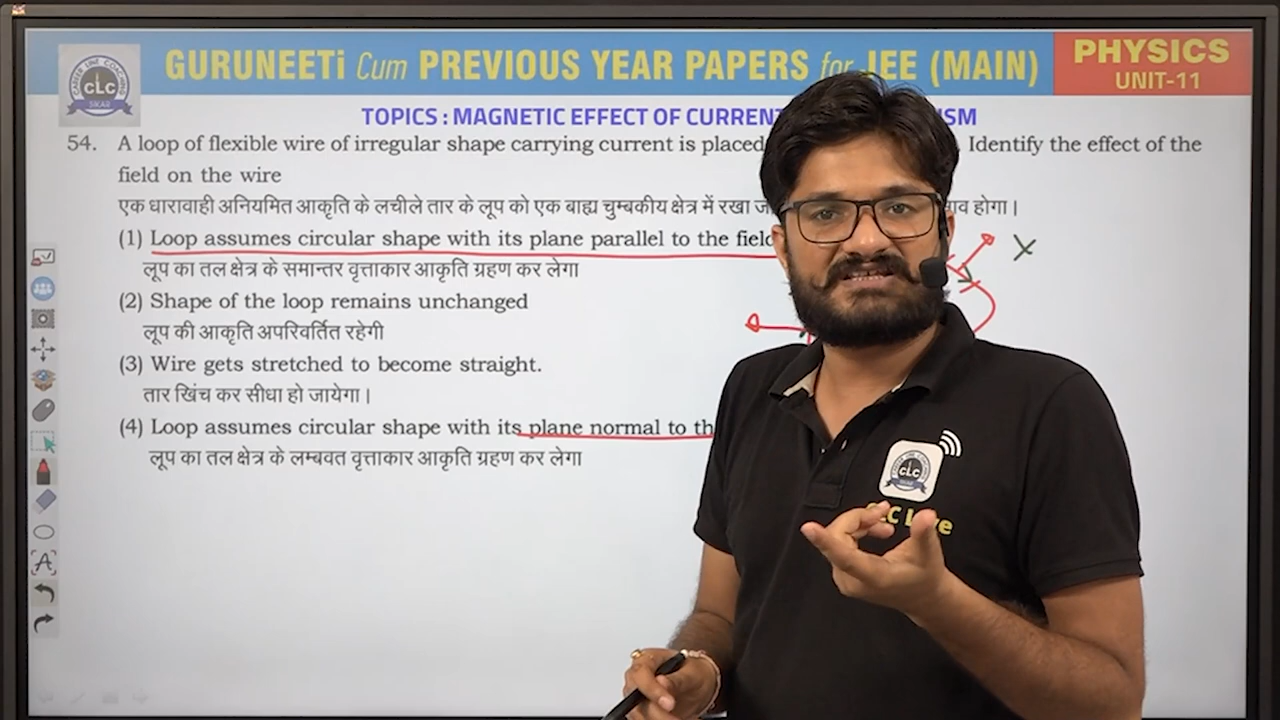 GURUNEETi Cum PREVIOUS YEAR PAPERS for JEE (MAIN)
PHYSICS
UNIT-11
CAREER LINE COACHING
CLC
SIKAR
TOPICS : MAGNETIC EFFECT OF CURRENT
54. A loop of flexible wire of irregular shape carrying current is placed Identify the effect of the
field on the wire
एक धारावाही अनियमित आकृति के लचीले तार के लूप को एक बाह्य चुम्बकीय क्षेत्र में रखा होगा।
(1) Loop assumes circular shape with its plane parallel to the
लूप का तल क्षेत्र के समान्तर वृत्ताकार आकृति ग्रहण कर लेगा
X
(2) Shape of the loop remains unchanged
लूप की आकृति अपरिवर्तित रहेगी
(3) Wire gets stretched to become straight.
तार खिंच कर सीधा हो जायेगा।
(4) Loop assumes circular shape with its plane normal to
लूप का तल क्षेत्र के लम्बवत वृत्ताकार आकृति ग्रहण कर लेगा
CLC